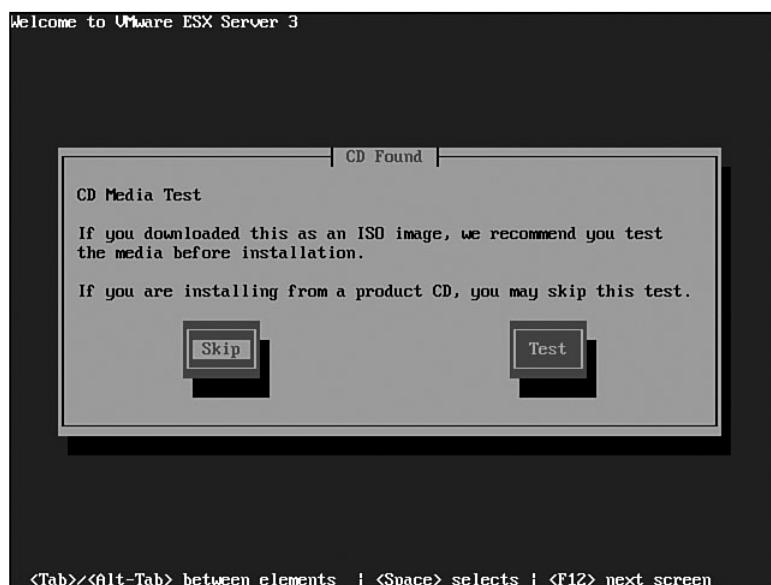 Welcome to VMware ESX Server 3
CD Found
CD Media Test
If you downloaded this as an ISO image, we recommend you test
the media before installation.
If you are installing from a product CD, you may skip this test.
Skip
Test
<Tab>/<Alt-Tab> between elements | <Space> selects | <F12> next screen